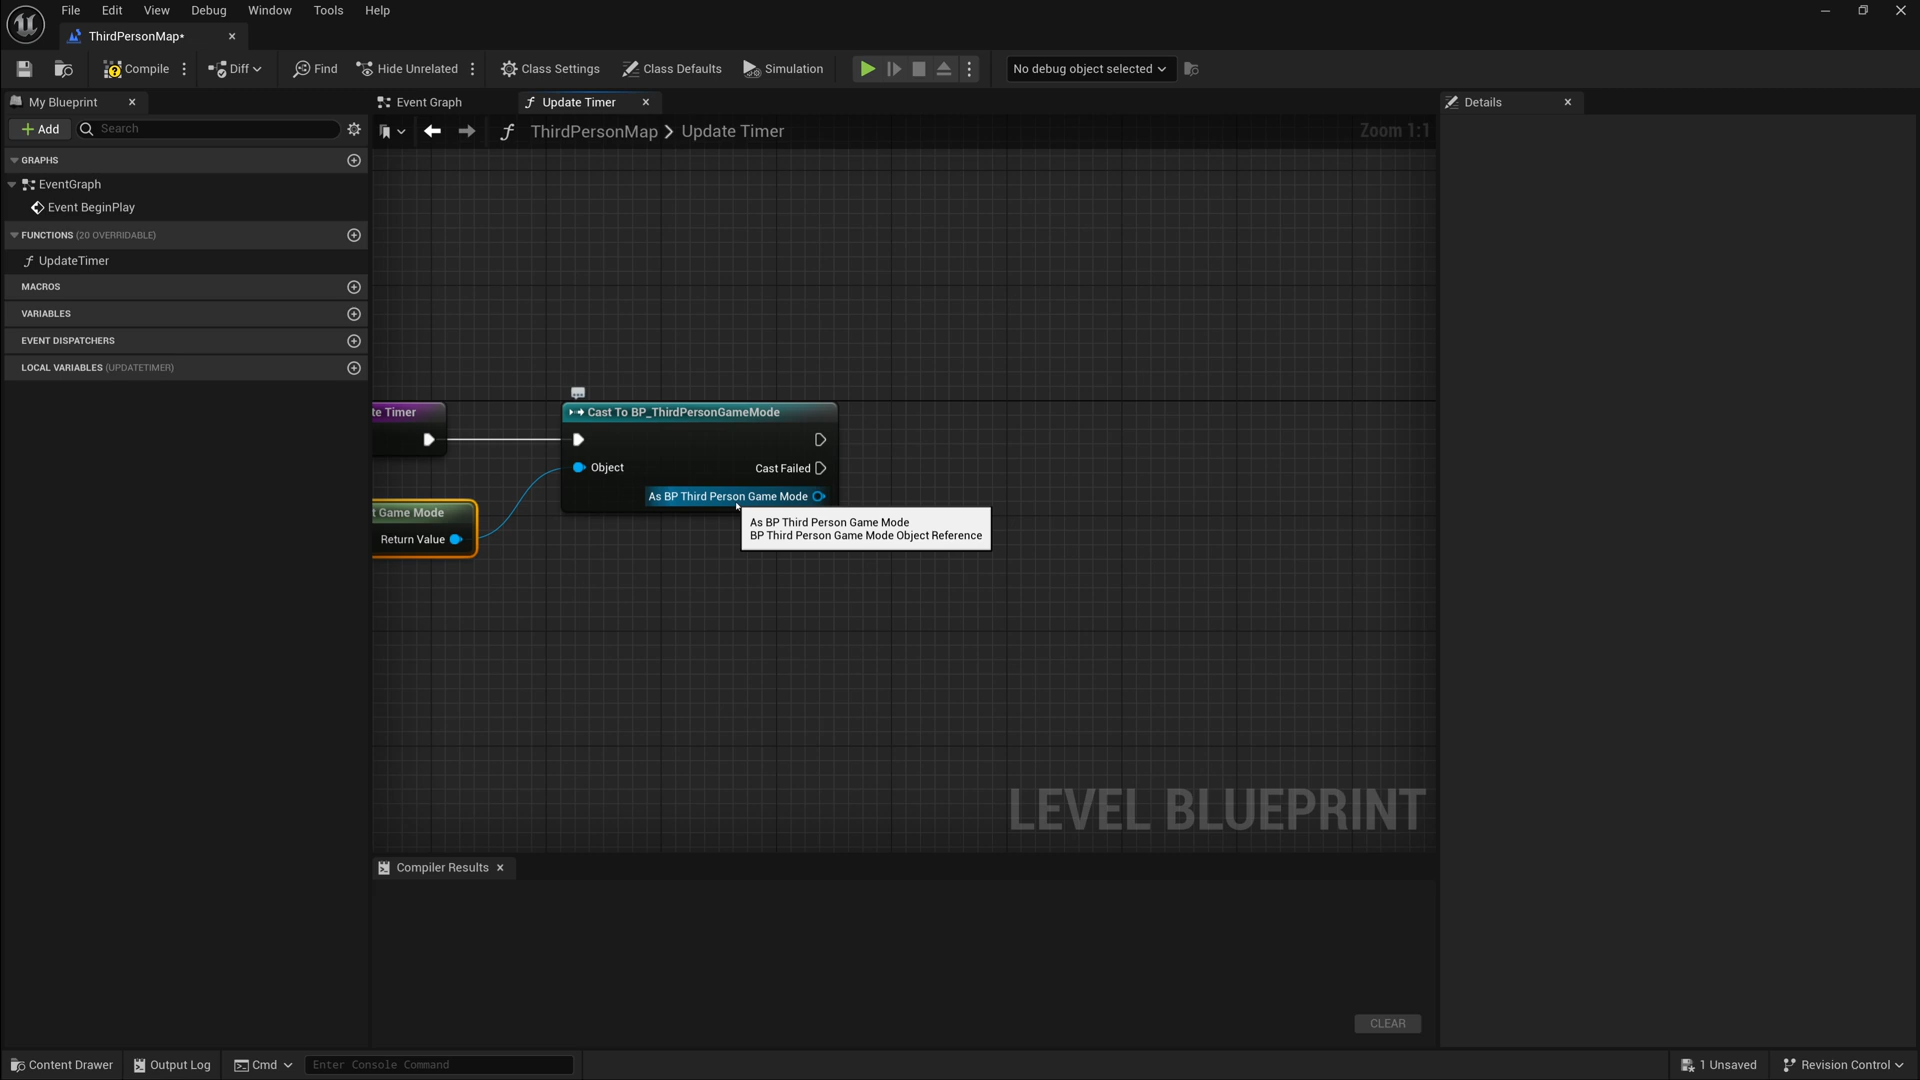 File Edit View Debug Window Tools Help
ThirdPersonMap*
Compile Diff Find Hide Unrelated Class Settings Class Defaults Simulation No debug object selected
My Blueprint
Event Graph Update Timer
Details
Add Search
ThirdPersonMap > Update Timer
Zoom 1:1
GRAPHS
EventGraph
Event BeginPlay
FUNCTIONS (20 OVERRIDABLE)
UpdateTimer
MACROS
VARIABLES
EVENT DISPATCHERS
LOCAL VARIABLES (UPDATETIMER)
te Timer
Cast To BP_ThirdPersonGameMode
Object
Cast Failed
As BP Third Person Game Mode
t Game Mode
Return Value
As BP Third Person Game Mode
BP Third Person Game Mode Object Reference
LEVEL BLUEPRINT
Compiler Results
CLEAR
Content Drawer Output Log Cmd Enter Console Command 1 Unsaved Revision Control